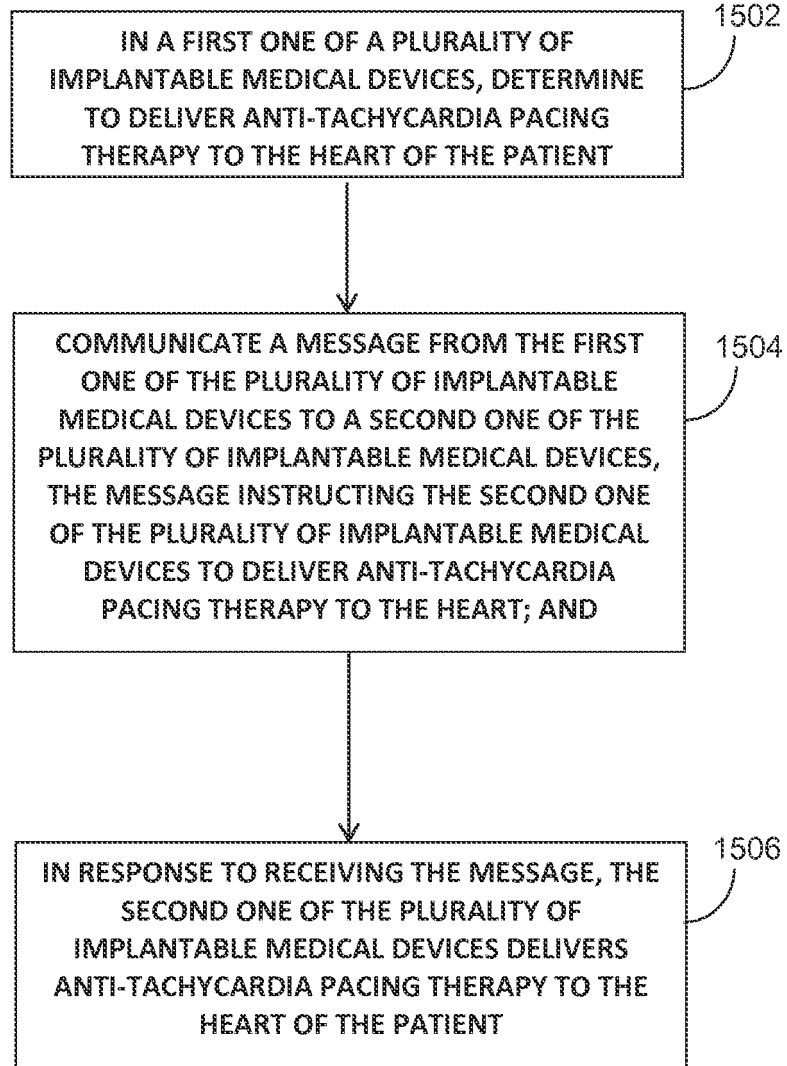 1502
IN A FIRST ONE OF A PLURALITY OF
IMPLANTABLE MEDICAL DEVICES, DETERMINE
TO DELIVER ANTI-TACHYCARDIA PACING
THERAPY TO THE HEART OF THE PATIENT
1504
COMMUNICATE A MESSAGE FROM THE FIRST
ONE OF THE PLURALITY OF IMPLANTABLE
MEDICAL DEVICES TO A SECOND ONE OF THE
PLURALITY OF IMPLANTABLE MEDICAL DEVICES,
THE MESSAGE INSTRUCTING THE SECOND ONE
OF THE PLURALITY OF IMPLANTABLE MEDICAL
DEVICES TO DELIVER ANTI-TACHYCARDIA
PACING THERAPY TO THE HEART; AND
1506
IN RESPONSE TO RECEIVING THE MESSAGE, THE
SECOND ONE OF THE PLURALITY OF
IMPLANTABLE MEDICAL DEVICES DELIVERS
ANTI-TACHYCARDIA PACING THERAPY TO THE
HEART OF THE PATIENT